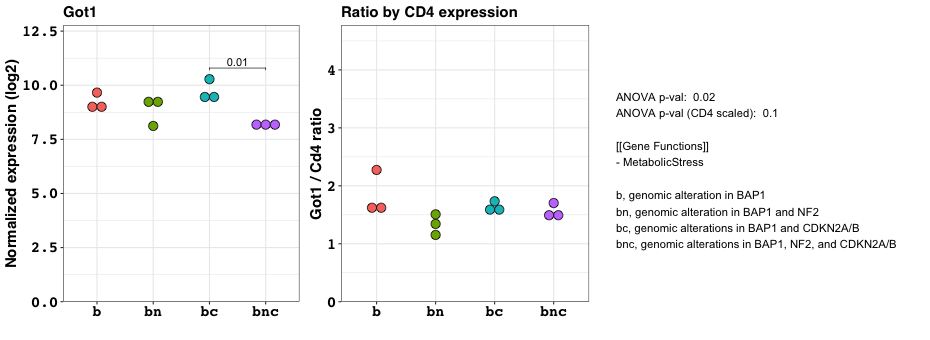 Got1
Normalized expression (log2)
12.5
10.0
7.5
5.0
2.5
0.0
0.01
b
bn
bc
bnc
Ratio by CD4 expression
Got1 / Cd4 ratio
4
3
2
1
0
b
bn
bc
bnc
ANOVA p-val:  0.02
ANOVA p-val (CD4 scaled):  0.1
[[Gene Functions]]
- MetabolicStress
b, genomic alteration in BAP1
bn, genomic alteration in BAP1 and NF2
bc, genomic alterations in BAP1 and CDKN2A/B
bnc, genomic alterations in BAP1, NF2, and CDKN2A/B